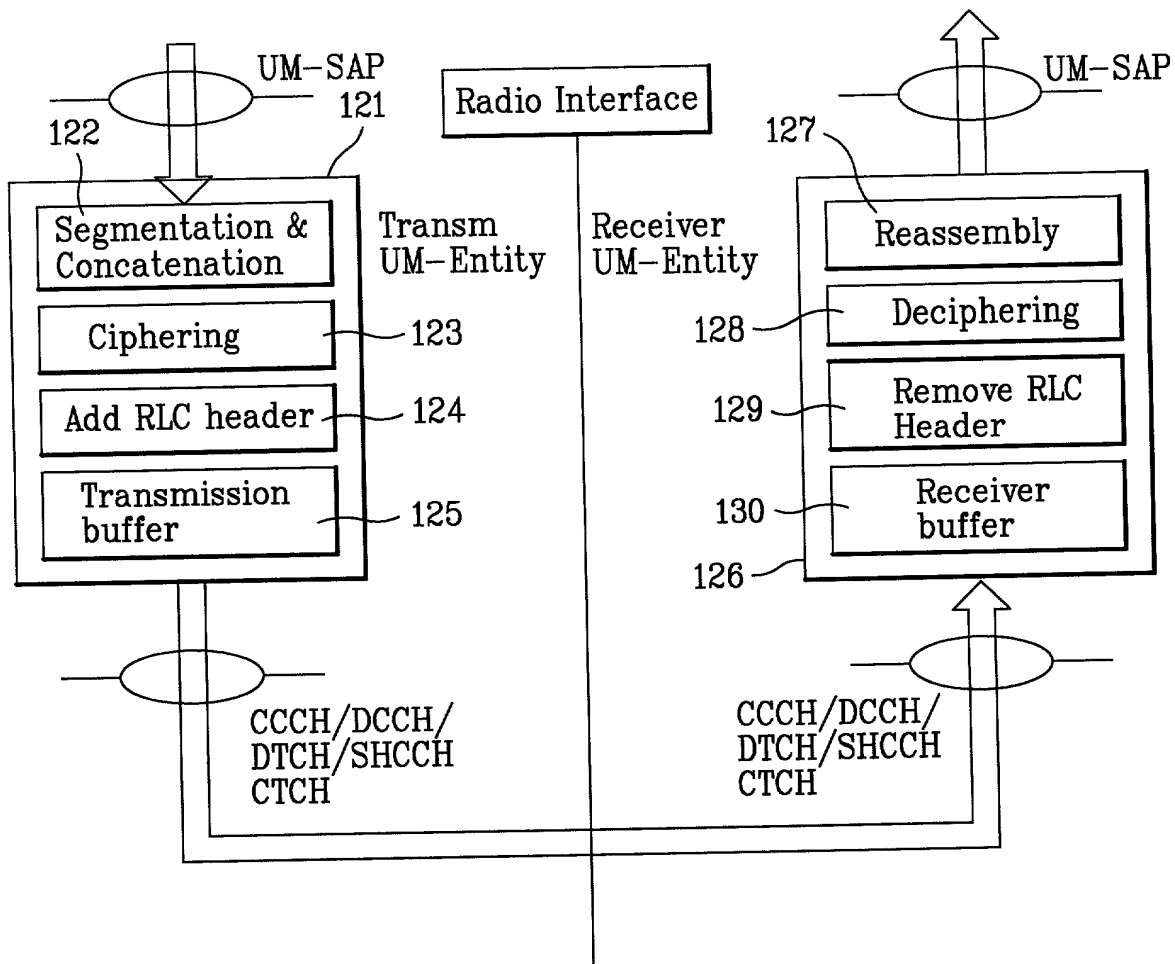 UM-SAP
121
122
Segmentation &
Concatenation
Ciphering
123
Add RLC header
124
Transmission
buffer
125
Transm
UM-Entity
CCCH/DCCH/
DTCH/SHCCH
CTCH
Radio Interface
Receiver
UM-Entity
UM-SAP
127
Reassembly
128
Deciphering
129
Remove RLC
Header
130
Receiver
buffer
126
CCCH/DCCH/
DTCH/SHCCH
CTCH